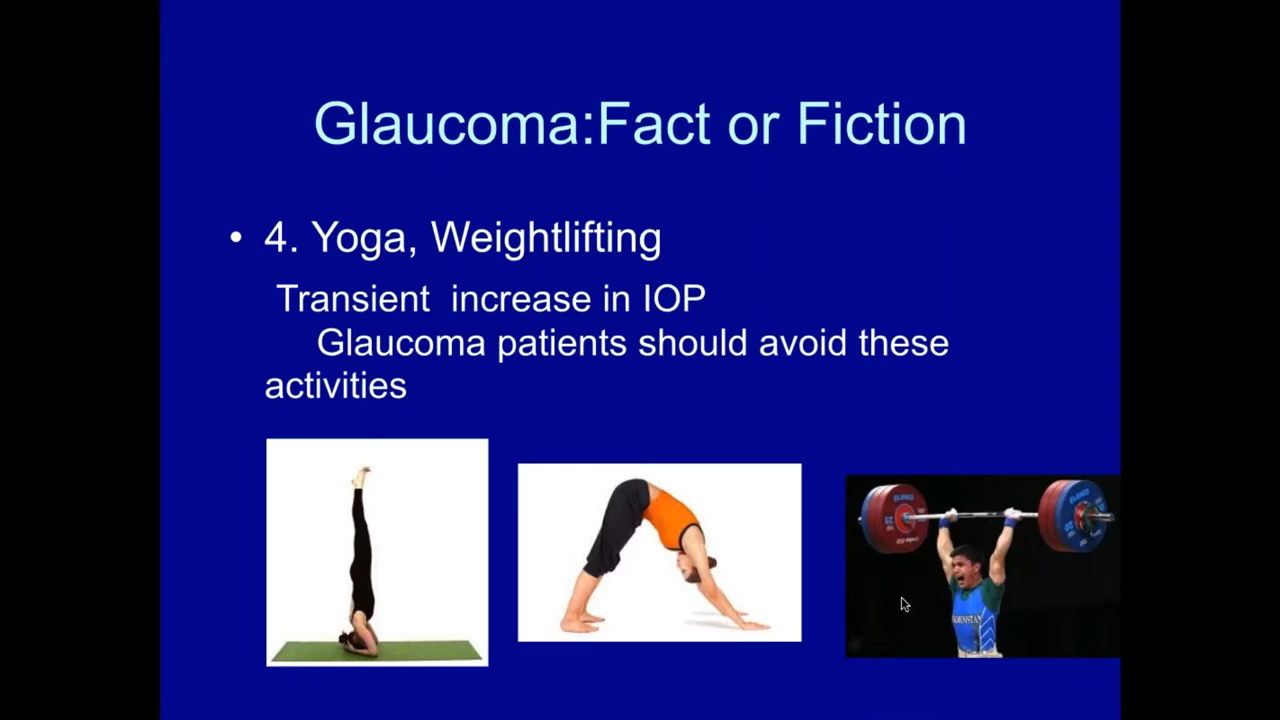 Glaucoma:Fact or Fiction
• 4. Yoga, Weightlifting
Transient  increase in IOP
Glaucoma patients should avoid these
activities